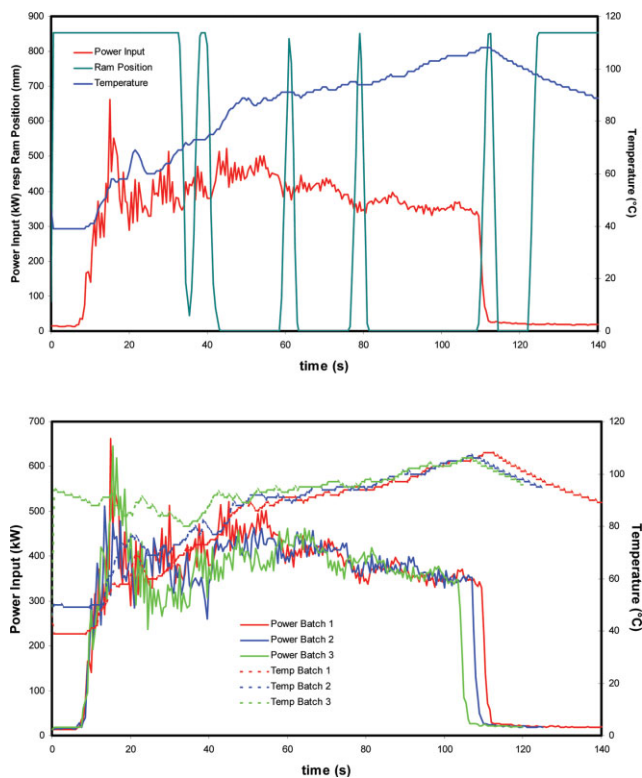 Power Input
Ram Position
Temperature
Power Input (kW) resp Ram Position (mm)
900
800
700
600
500
400
300
200
100
0
Temperature (°C)
120
100
80
60
40
20
0
0 20 40 60 80 100 120 140
time (s)
Power Input (kW)
700
600
500
400
300
200
100
0
Temperature (°C)
120
100
80
60
40
20
0
Power Batch 1
Power Batch 2
Power Batch 3
Temp Batch 1
Temp Batch 2
Temp Batch 3
0 20 40 60 80 100 120 140
time (s)